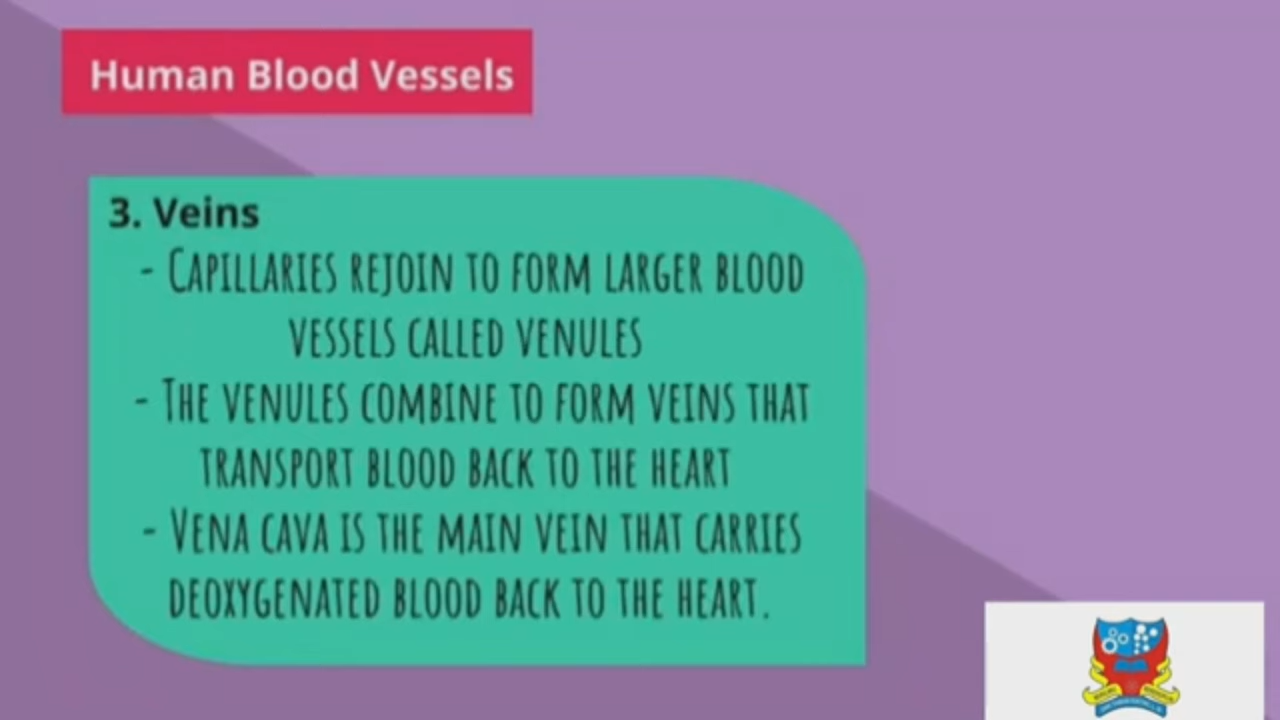 Human Blood Vessels
3. Veins
- Capillaries rejoin to form larger blood
vessels called venules
- The venules combine to form veins that
transport blood back to the heart
- Vena cava is the main vein that carries
deoxygenated blood back to the heart.